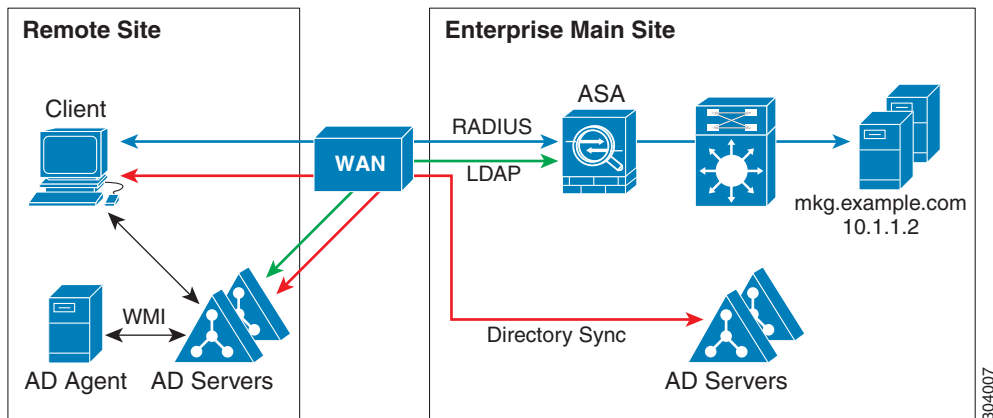 Remote Site
Enterprise Main Site
Client
ASA
RADIUS
WAN
LDAP
mkg.example.com
10.1.1.2
WMI
Directory Sync
AD Agent
AD Servers
AD Servers
304007